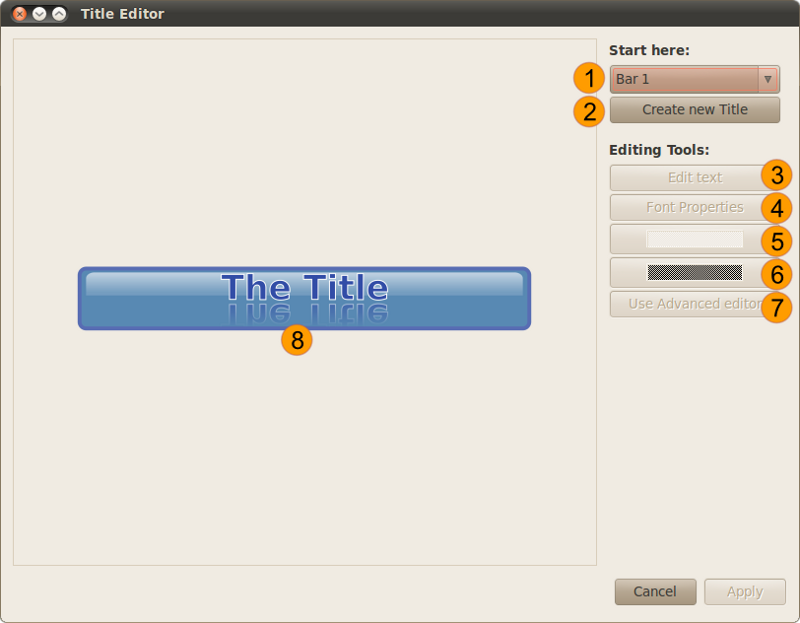 Title Editor
Start here:
1
Bar 1
2
Create new Title
Editing Tools:
Edit text
3
Font Properties
4
5
6
Use Advanced editor
7
The Title
8
Cancel
Apply